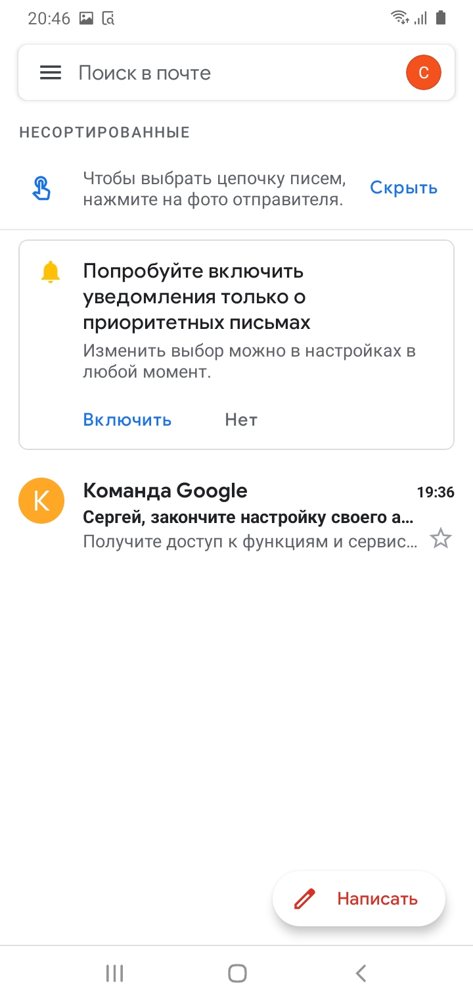 20:46
Поиск в почте
С
НЕСОРТИРОВАННЫЕ
Чтобы выбрать цепочку писем,
нажмите на фото отправителя.
Скрыть
Попробуйте включить
уведомления только о
приоритетных письмах
Изменить выбор можно в настройках в
любой момент.
Включить Нет
К
Команда Google 19:36
Сергей, закончите настройку своего а...
Получите доступ к функциям и сервис...
Написать